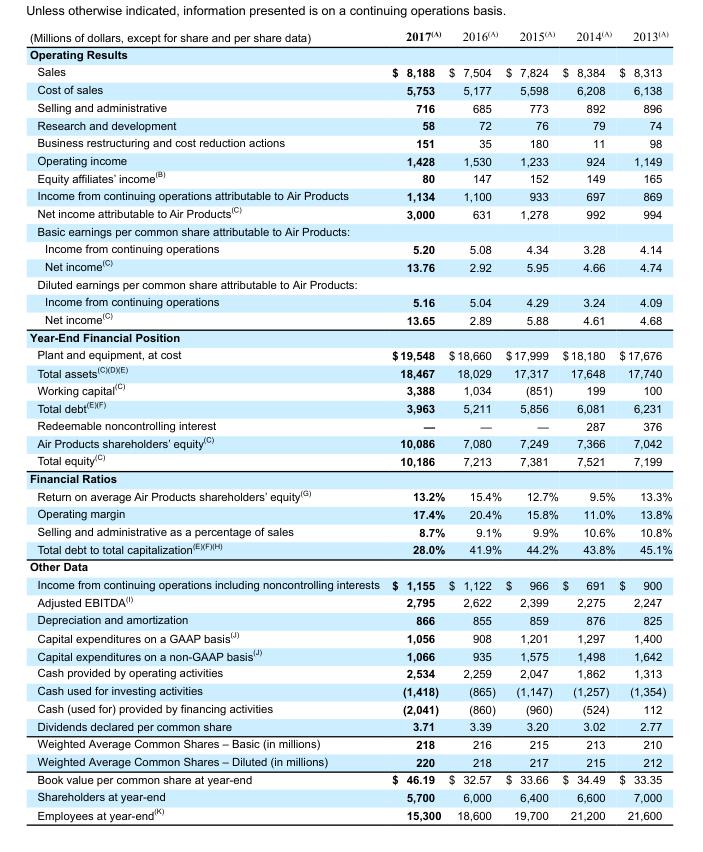 Unless otherwise indicated, information presented is on a continuing operations basis.
(Millions of dollars, except for share and per share data) 2017(A) 2016(A) 2015(A) 2014(A) 2013(A)
Operating Results
Sales $ 8,188 $ 7,504 $ 7,824 $ 8,384 $ 8,313
Cost of sales 5,753 5,177 5,598 6,208 6,138
Selling and administrative 716 685 773 892 896
Research and development 58 72 76 79 74
Business restructuring and cost reduction actions 151 35 180 11 98
Operating income 1,428 1,530 1,233 924 1,149
Equity affiliates' income(B) 80 147 152 149 165
Income from continuing operations attributable to Air Products 1,134 1,100 933 697 869
Net income attributable to Air Products(C) 3,000 631 1,278 992 994
Basic earnings per common share attributable to Air Products:
Income from continuing operations 5.20 5.08 4.34 3.28 4.14
Net income(C) 13.76 2.92 5.95 4.66 4.74
Diluted earnings per common share attributable to Air Products:
Income from continuing operations 5.16 5.04 4.29 3.24 4.09
Net income(C) 13.65 2.89 5.88 4.61 4.68
Year-End Financial Position
Plant and equipment, at cost $ 19,548 $ 18,660 $ 17,999 $ 18,180 $ 17,676
Total assets(C)(D)(E) 18,467 18,029 17,317 17,648 17,740
Working capital(C) 3,388 1,034 (851) 199 100
Total debt(E)(F) 3,963 5,211 5,856 6,081 6,231
Redeemable noncontrolling interest — — — 287 376
Air Products shareholders' equity(C) 10,086 7,080 7,249 7,366 7,042
Total equity(C) 10,186 7,213 7,381 7,521 7,199
Financial Ratios
Return on average Air Products shareholders' equity(G) 13.2% 15.4% 12.7% 9.5% 13.3%
Operating margin 17.4% 20.4% 15.8% 11.0% 13.8%
Selling and administrative as a percentage of sales 8.7% 9.1% 9.9% 10.6% 10.8%
Total debt to total capitalization(E)(F)(H) 28.0% 41.9% 44.2% 43.8% 45.1%
Other Data
Income from continuing operations including noncontrolling interests $ 1,155 $ 1,122 $ 966 $ 691 $ 900
Adjusted EBITDA(I) 2,795 2,622 2,399 2,275 2,247
Depreciation and amortization 866 855 859 876 825
Capital expenditures on a GAAP basis(J) 1,056 908 1,201 1,297 1,400
Capital expenditures on a non-GAAP basis(J) 1,066 935 1,575 1,498 1,642
Cash provided by operating activities 2,534 2,259 2,047 1,862 1,313
Cash used for investing activities (1,418) (865) (1,147) (1,257) (1,354)
Cash (used for) provided by financing activities (2,041) (860) (960) (524) 112
Dividends declared per common share 3.71 3.39 3.20 3.02 2.77
Weighted Average Common Shares – Basic (in millions) 218 216 215 213 210
Weighted Average Common Shares – Diluted (in millions) 220 218 217 215 212
Book value per common share at year-end $ 46.19 $ 32.57 $ 33.66 $ 34.49 $ 33.35
Shareholders at year-end 5,700 6,000 6,400 6,600 7,000
Employees at year-end(K) 15,300 18,600 19,700 21,200 21,600